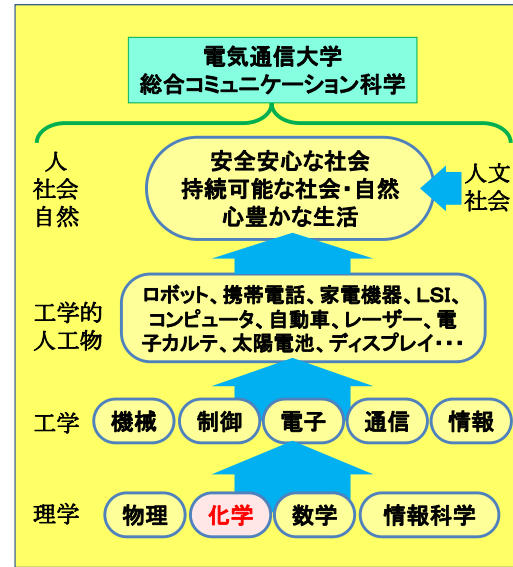 電気通信大学
総合コミュニケーション科学
人
社会
自然
安全安心な社会
持続可能な社会・自然
心豊かな生活
人文
社会
工学的
人工物
ロボット、携帯電話、家電機器、LSI、
コンピュータ、自動車、レーザー、電
子カルテ、太陽電池、ディスプレイ・・・
工学
機械
制御
電子
通信
情報
理学
物理
化学
数学
情報科学